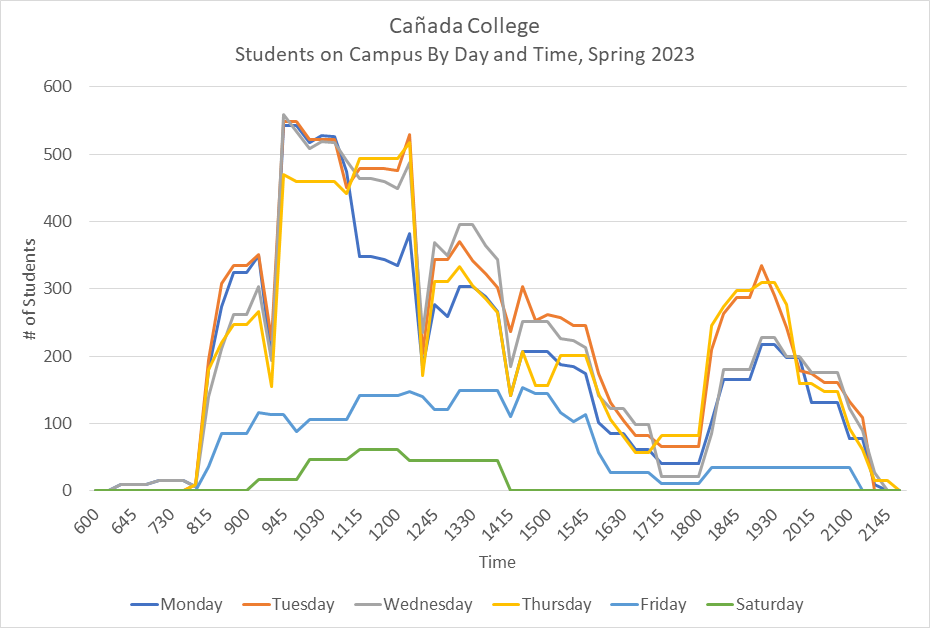 Cañada College
Students on Campus By Day and Time, Spring 2023
600
500
400
300
200
100
0
# of Students
600 645 730 815 900 945 1030 1115 1200 1245 1330 1415 1500 1545 1630 1715 1800 1845 1930 2015 2100 2145
Time
Monday Tuesday Wednesday Thursday Friday Saturday